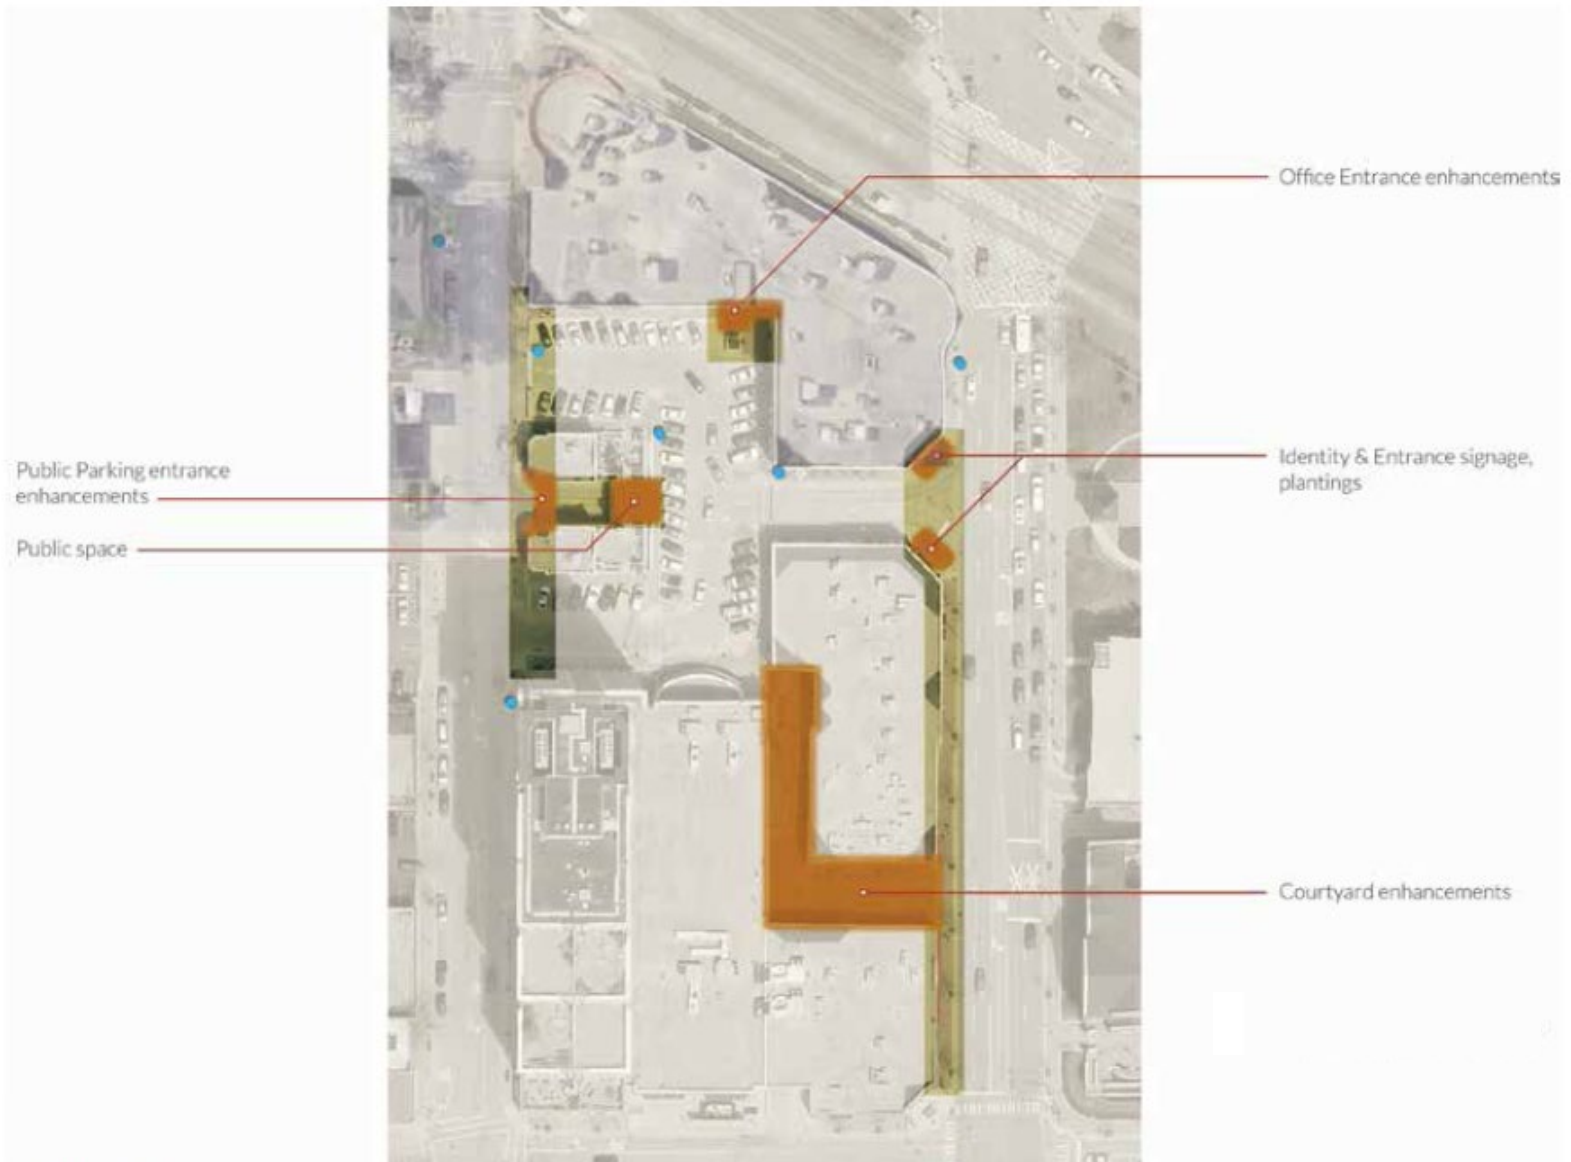 Office Entrance enhancements
Public Parking entrance
enhancements
Identity & Entrance signage,
plantings
Public space
Courtyard enhancements